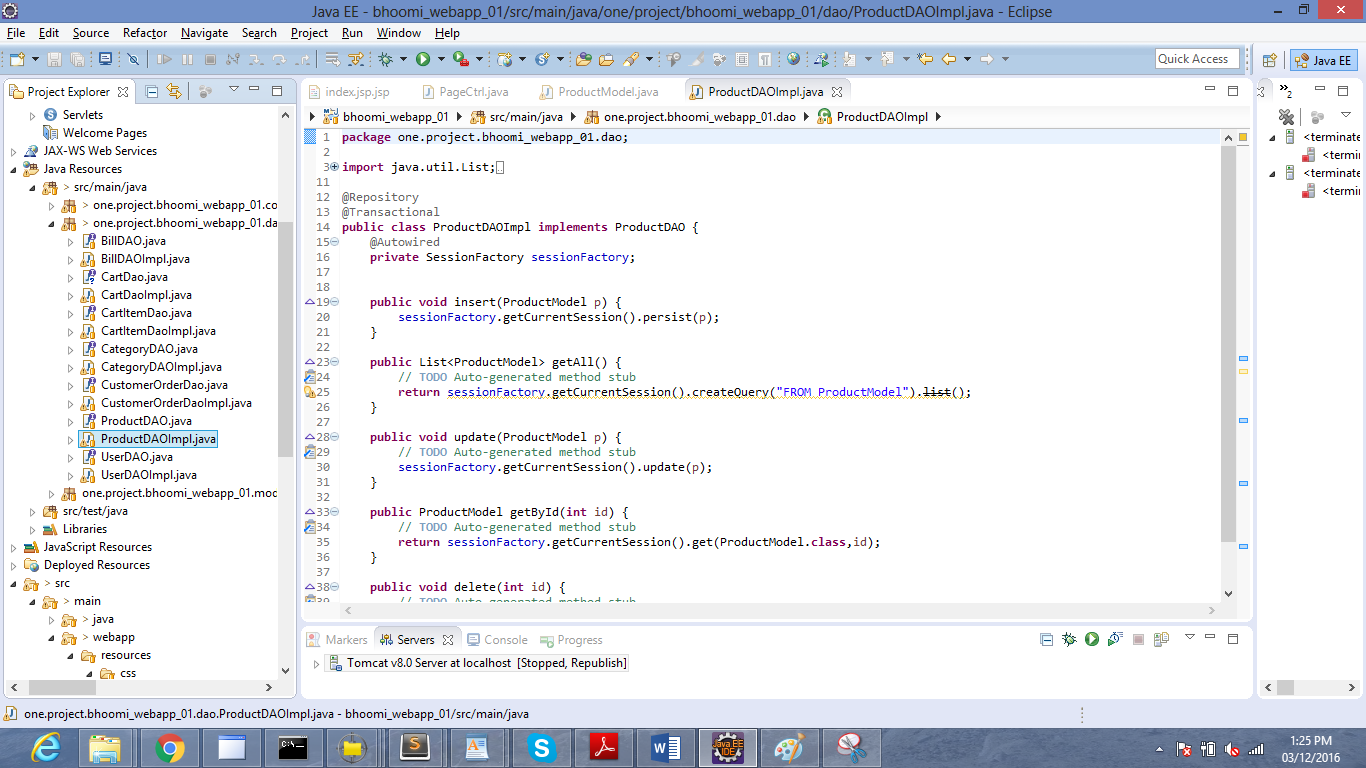 Java EE - bhoomi_webapp_01/src/main/java/one/project/bhoomi_webapp_01/dao/ProductDAOImpl.java - Eclipse
File Edit Source Refactor Navigate Search Project Run Window Help
Quick Access
Java EE
Project Explorer
Servlets
Welcome Pages
JAX-WS Web Services
Java Resources
> src/main/java
> one.project.bhoomi_webapp_01.co
> one.project.bhoomi_webapp_01.da
BillDAO.java
BillDAOImpl.java
CartDao.java
CartDaoImpl.java
CartItemDao.java
CartItemDaoImpl.java
CategoryDAO.java
CategoryDAOImpl.java
CustomerOrderDao.java
CustomerOrderDaoImpl.java
ProductDAO.java
ProductDAOImpl.java
UserDAO.java
UserDAOImpl.java
one.project.bhoomi_webapp_01.mod
src/test/java
Libraries
JavaScript Resources
Deployed Resources
> src
> main
> java
> webapp
resources
css
index.jsp.jsp PageCtrl.java ProductModel.java ProductDAOImpl.java
bhoomi_webapp_01 src/main/java one.project.bhoomi_webapp_01.dao ProductDAOImpl
1 package one.project.bhoomi_webapp_01.dao;
2
3 import java.util.List;
11
12 @Repository
13 @Transactional
14 public class ProductDAOImpl implements ProductDAO {
15 @Autowired
16 private SessionFactory sessionFactory;
17
18
19 public void insert(ProductModel p) {
20 sessionFactory.getCurrentSession().persist(p);
21 }
22
23 public List<ProductModel> getAll() {
24 // TODO Auto-generated method stub
25 return sessionFactory.getCurrentSession().createQuery("FROM ProductModel").list();
26 }
27
28 public void update(ProductModel p) {
29 // TODO Auto-generated method stub
30 sessionFactory.getCurrentSession().update(p);
31 }
32
33 public ProductModel getById(int id) {
34 // TODO Auto-generated method stub
35 return sessionFactory.getCurrentSession().get(ProductModel.class,id);
36 }
37
38 public void delete(int id) {
39 // TODO Auto-generated method stub
2
<terminate
<termin
<terminate
<termin
Markers Servers Console Progress
Tomcat v8.0 Server at localhost [Stopped, Republish]
one.project.bhoomi_webapp_01.dao.ProductDAOImpl.java - bhoomi_webapp_01/src/main/java
Java EE
IDE
1:25 PM
03/12/2016